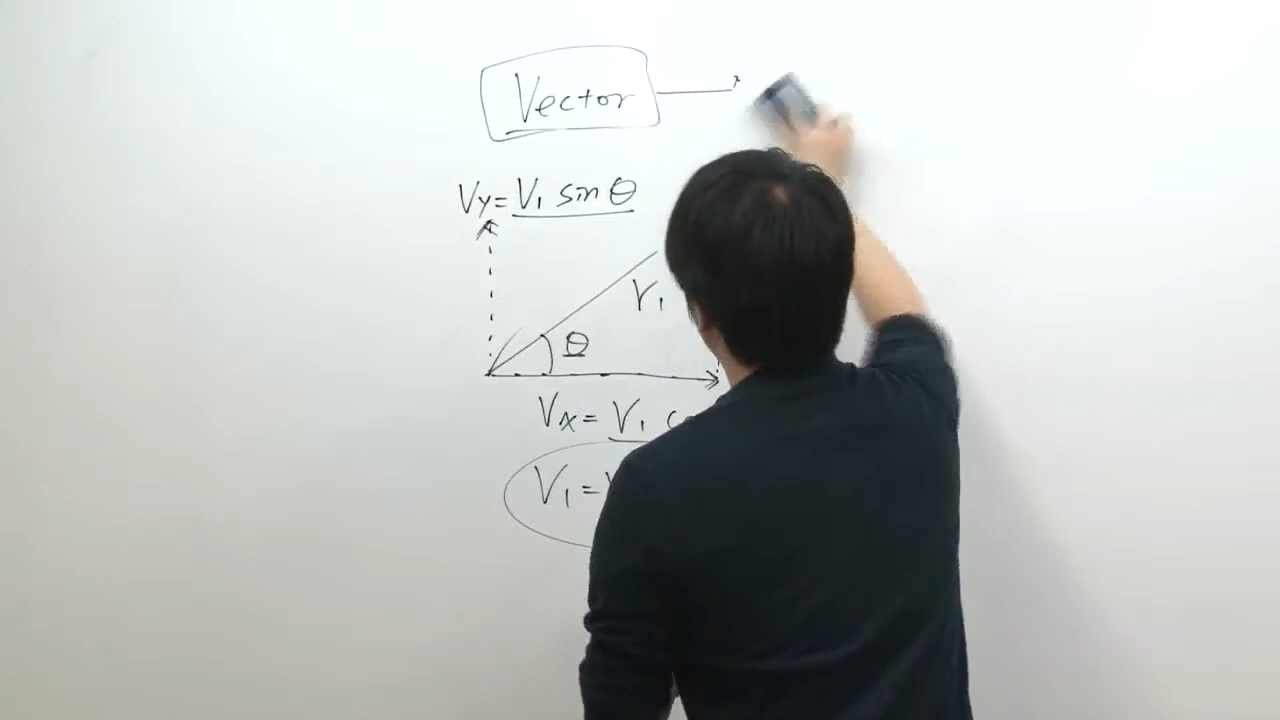 Vector
Vy = V1 sin θ
V1
θ
Vx = V1
V1 =